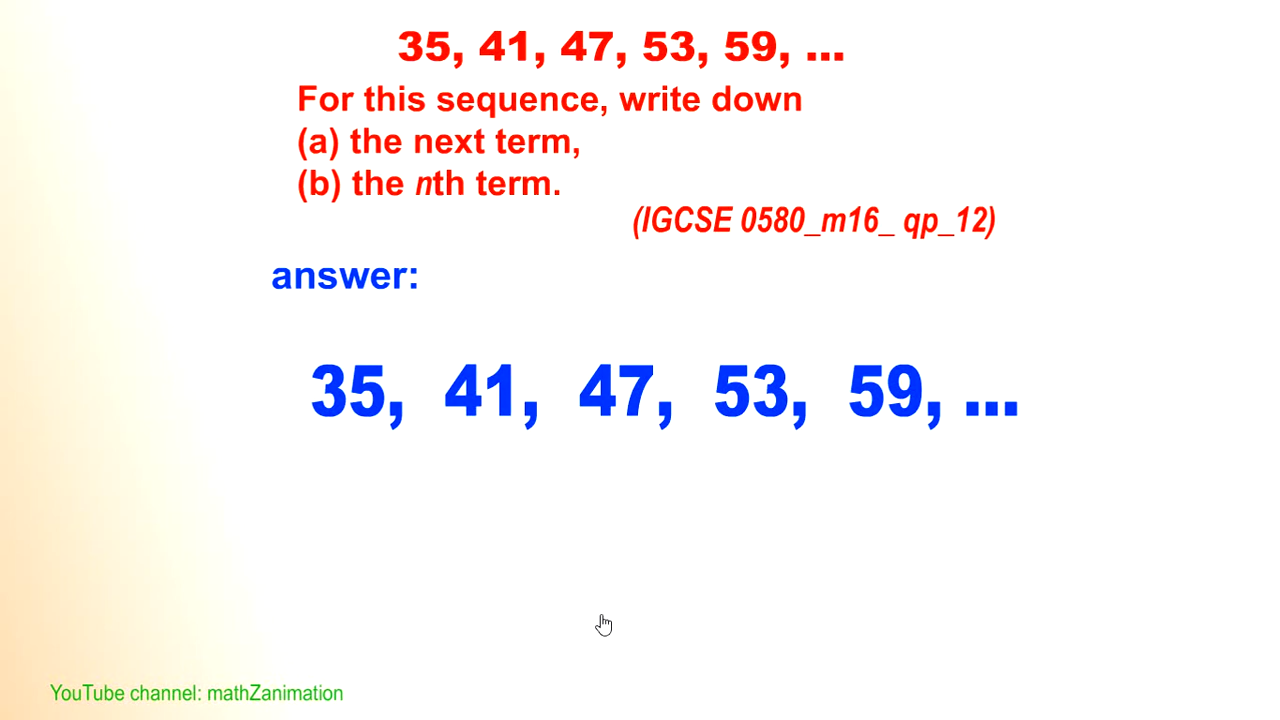 35, 41, 47, 53, 59, ...
For this sequence, write down
(a) the next term,
(b) the nth term.
(IGCSE 0580_m16_ qp_12)
answer:
35, 41, 47, 53, 59, ...
YouTube channel: mathZanimation